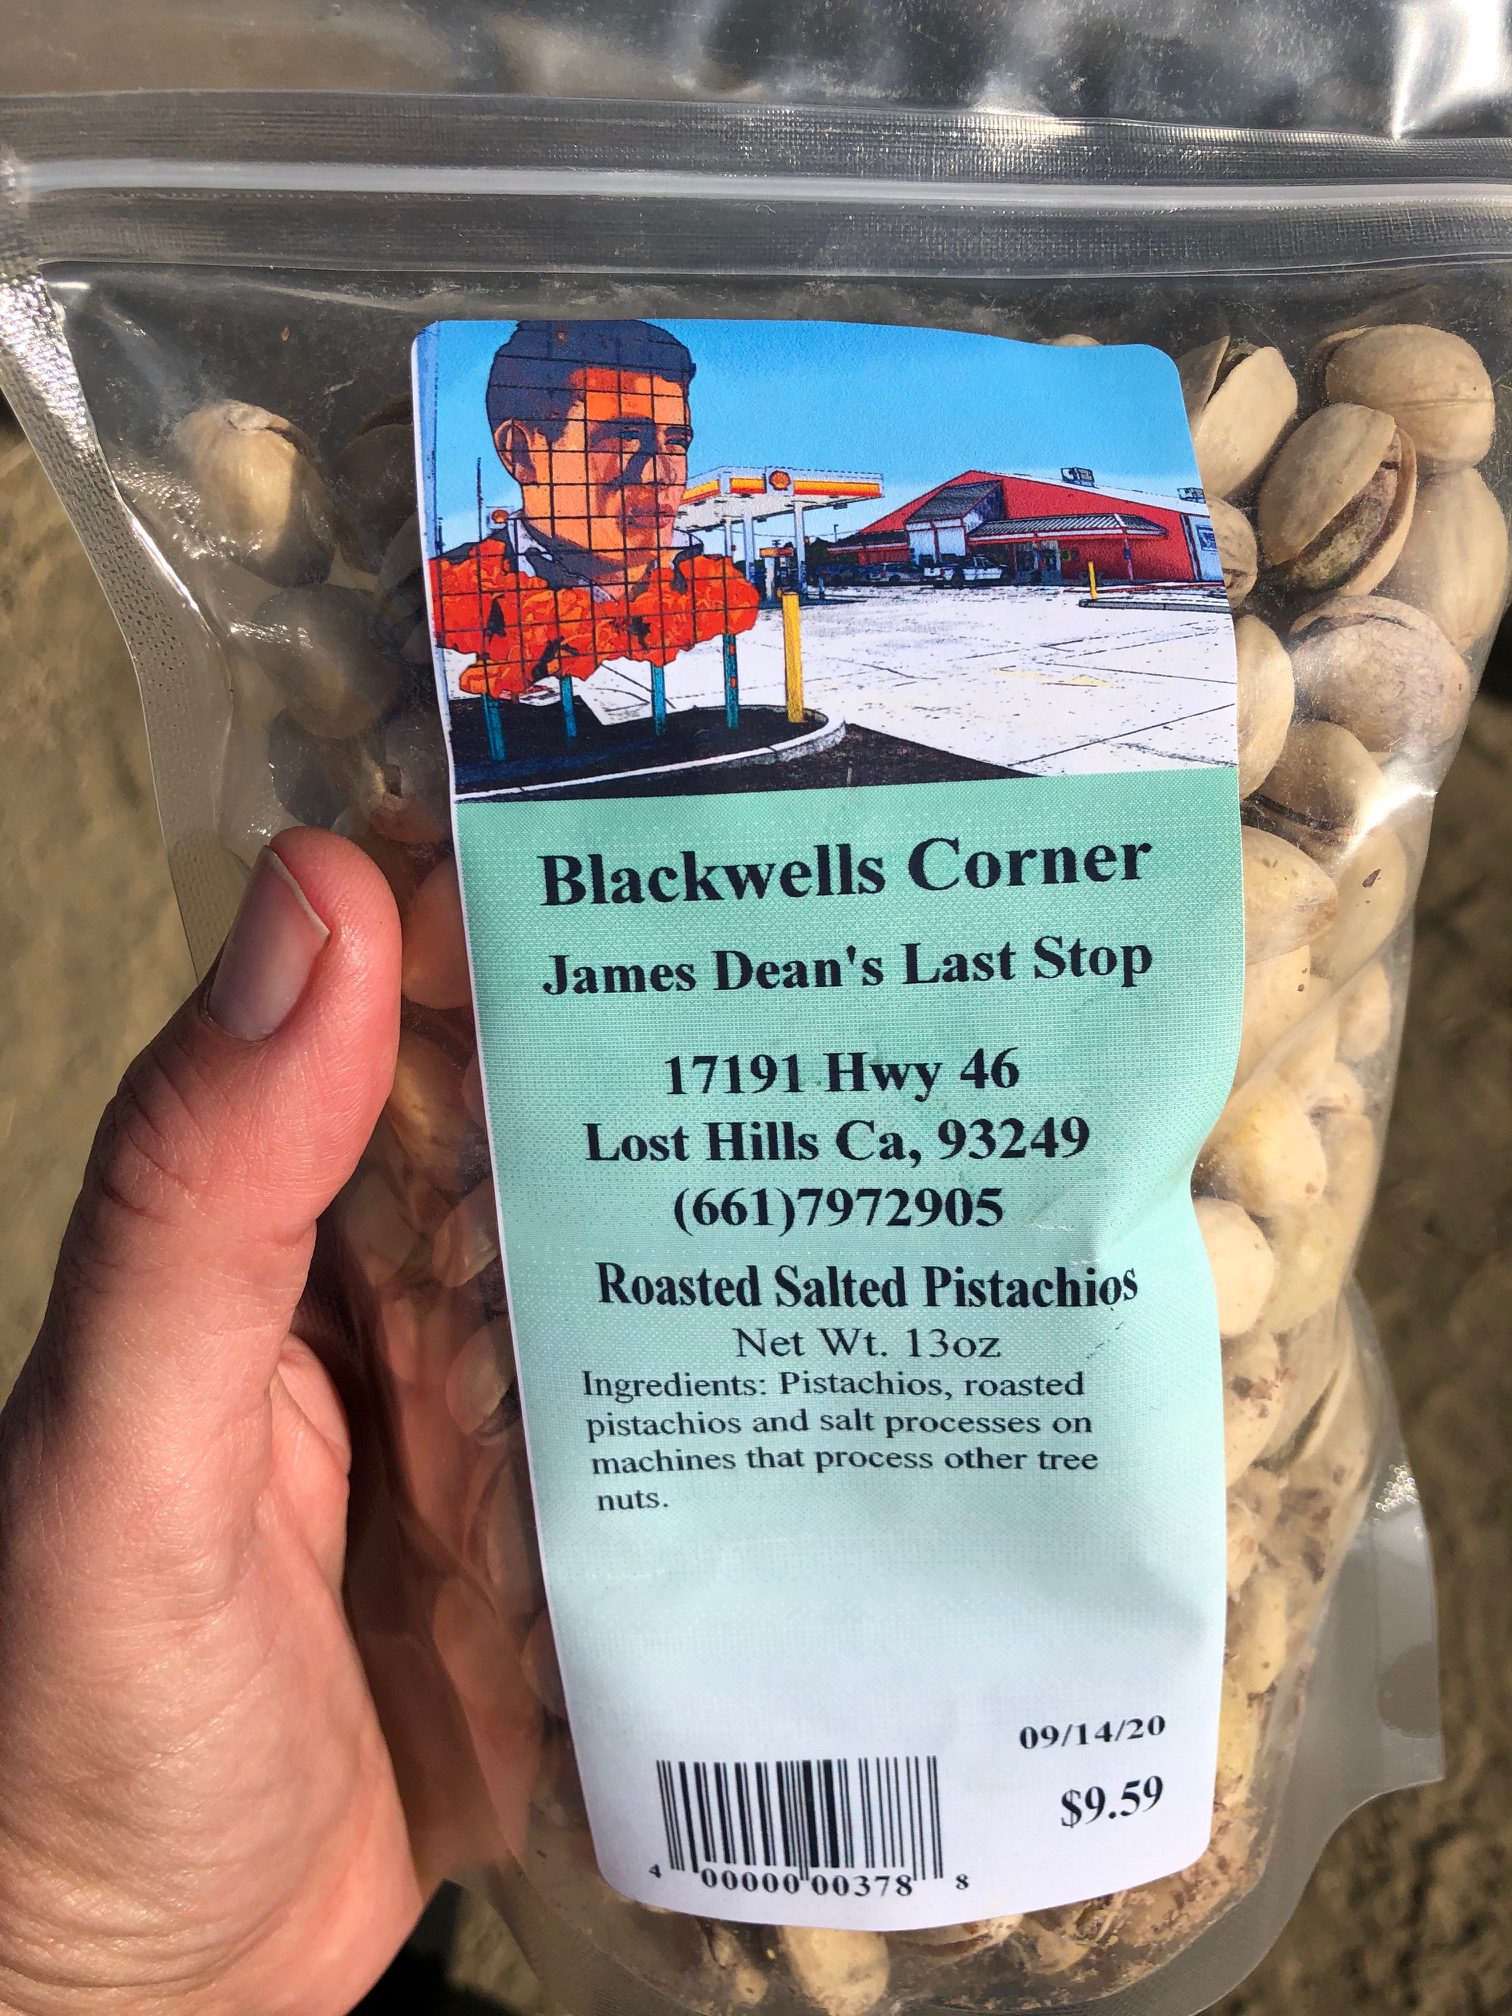 Blackwells Corner
James Dean's Last Stop
17191 Hwy 46
Lost Hills Ca, 93249
(661)7972905
Roasted Salted Pistachios
Net Wt. 13oz
Ingredients: Pistachios, roasted
pistachios and salt processes on
machines that process other tree
nuts.
09/14/20
$9.59
4 00000 00378 8